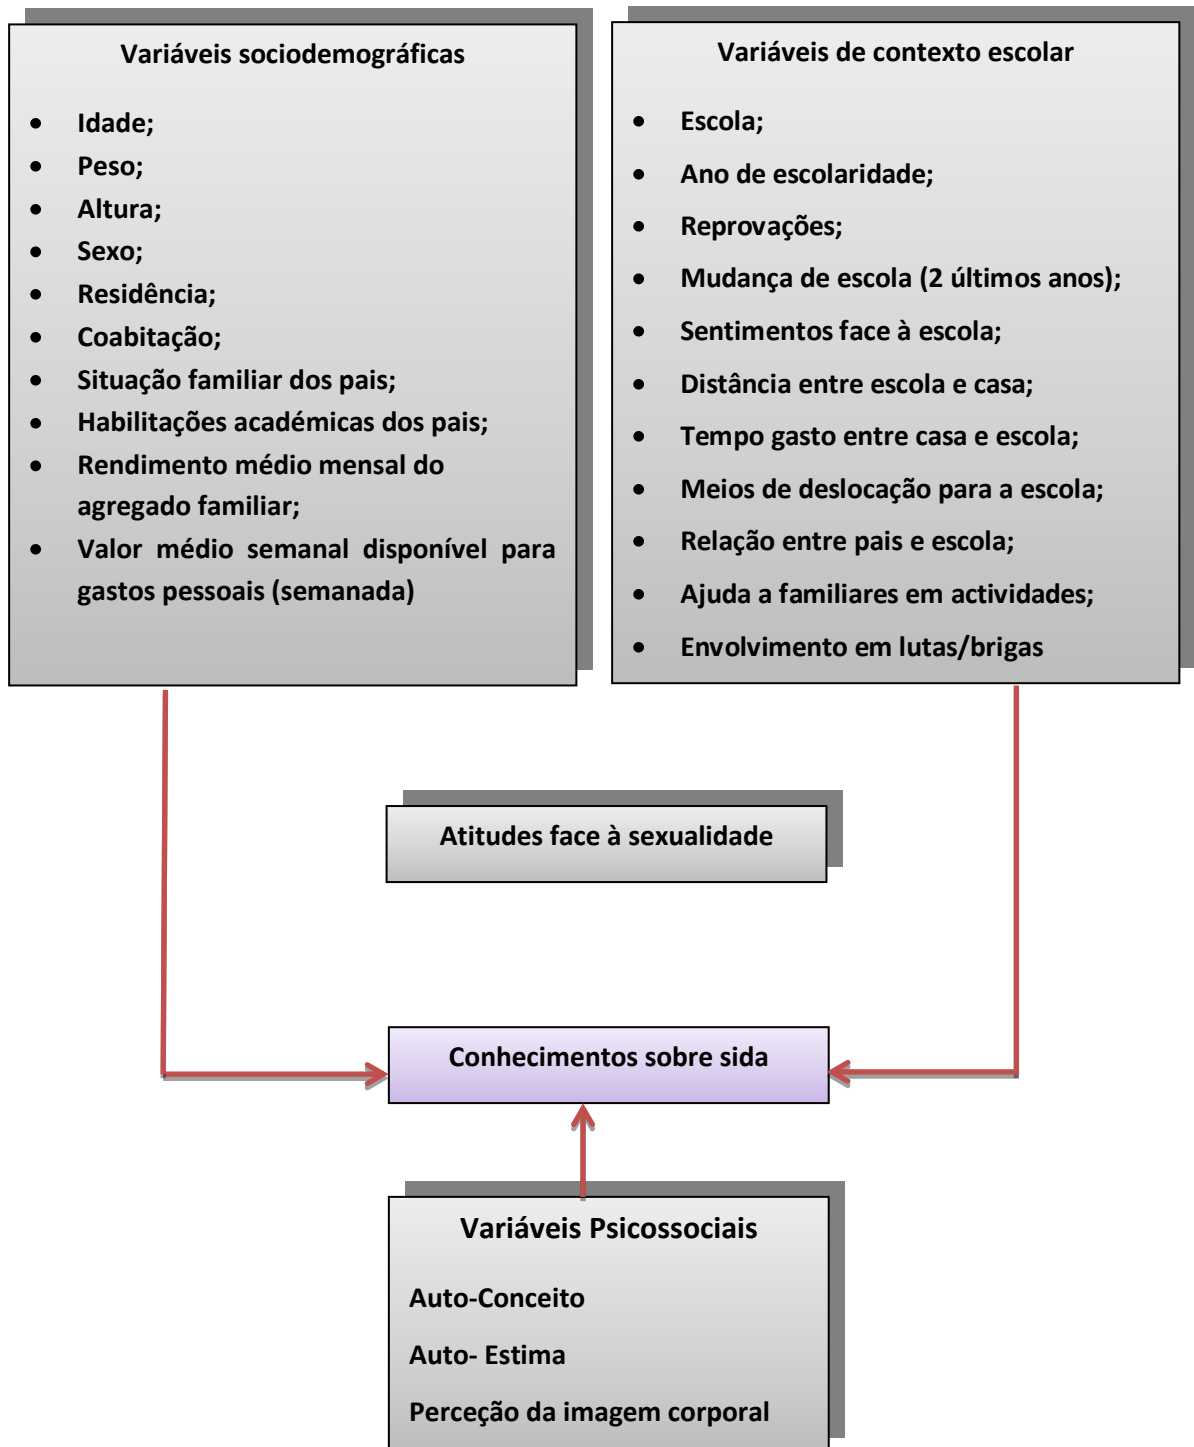 Variáveis sociodemográficas
• Idade;
• Peso;
• Altura;
• Sexo;
• Residência;
• Coabitação;
• Situação familiar dos pais;
• Habilitações académicas dos pais;
• Rendimento médio mensal do
agregado familiar;
• Valor médio semanal disponível para
gastos pessoais (semanada)
Variáveis de contexto escolar
• Escola;
• Ano de escolaridade;
• Reprovações;
• Mudança de escola (2 últimos anos);
• Sentimentos face à escola;
• Distância entre escola e casa;
• Tempo gasto entre casa e escola;
• Meios de deslocação para a escola;
• Relação entre pais e escola;
• Ajuda a familiares em actividades;
• Envolvimento em lutas/brigas
Atitudes face à sexualidade
Conhecimentos sobre sida
Variáveis Psicossociais
Auto-Conceito
Auto- Estima
Perceção da imagem corporal